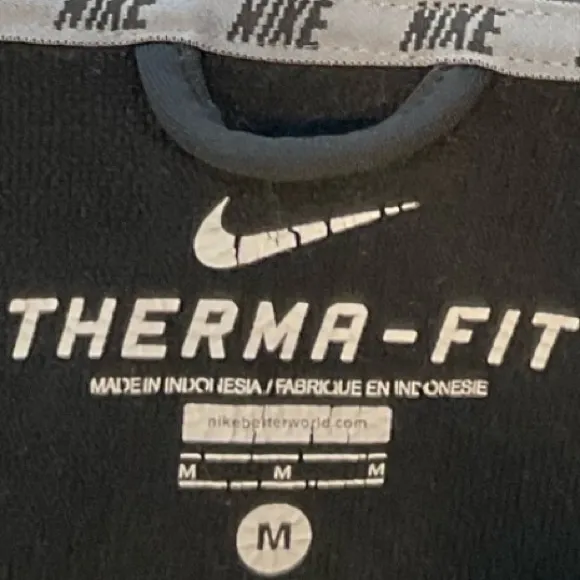 NIKE NIKE NIKE
THERMA-FIT
MADE IN INDONESIA / FABRIQUE EN INDONESIE
nikebetterworld.com
M M M
M